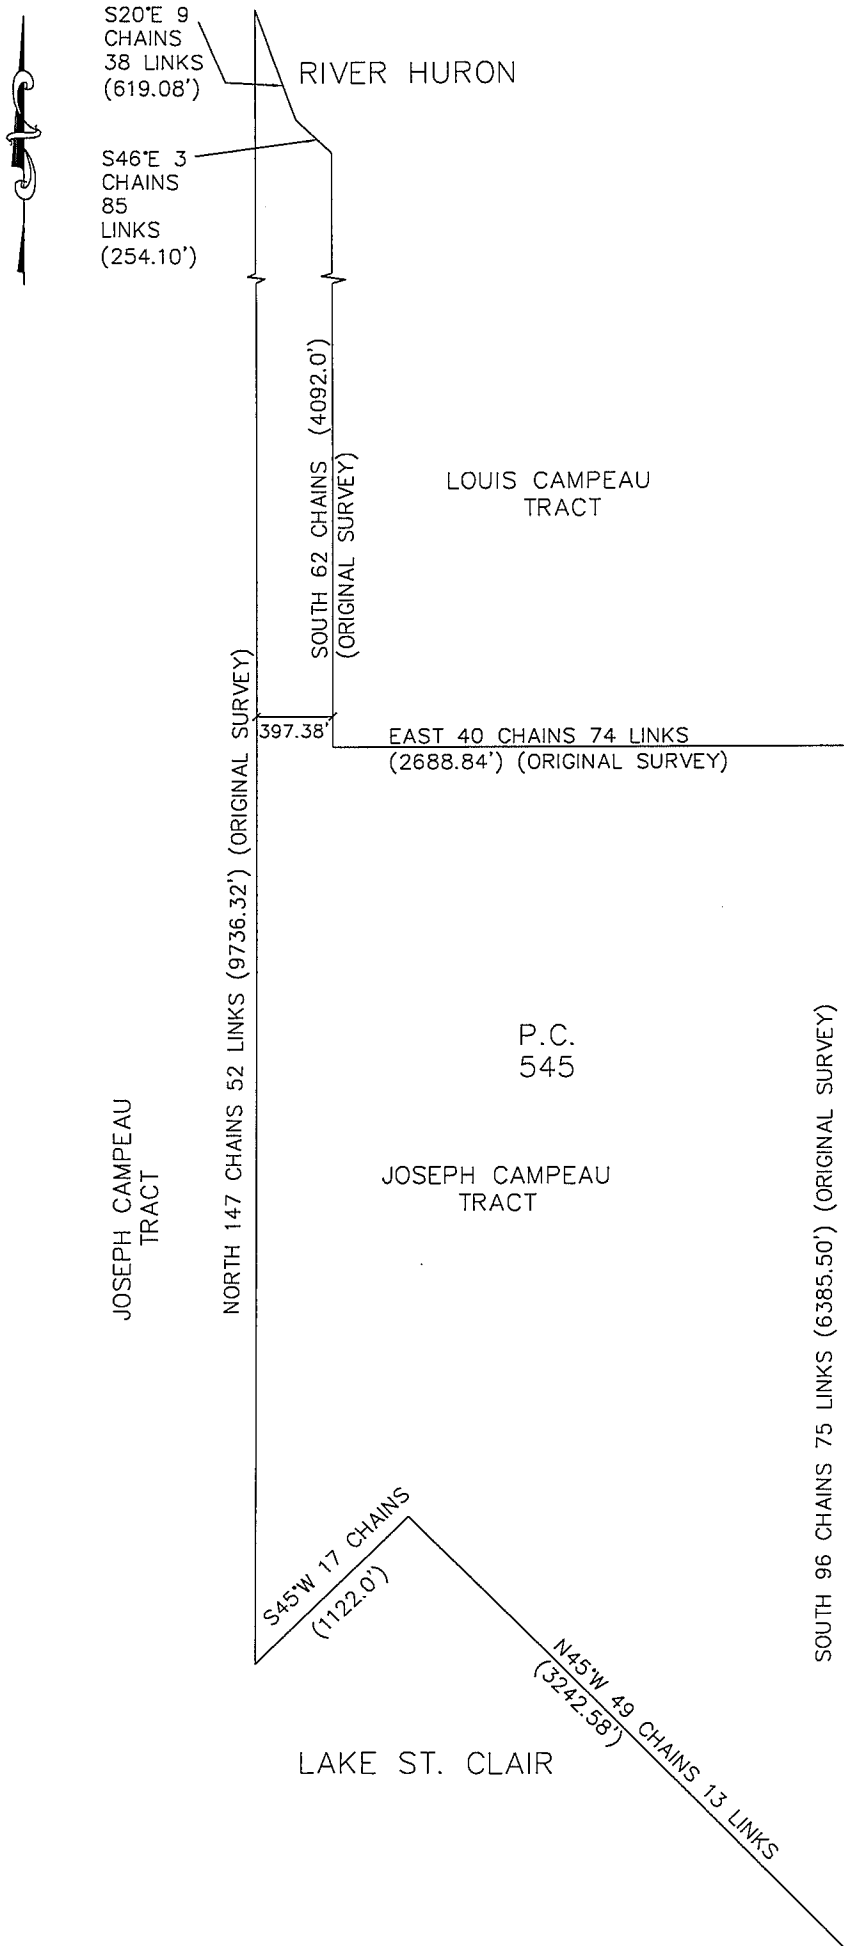 S20°E 9
CHAINS
38 LINKS
(619.08')
RIVER HURON
S46°E 3
CHAINS
85
LINKS
(254.10')
SOUTH 62 CHAINS (4092.0')
(ORIGINAL SURVEY)
LOUIS CAMPEAU
TRACT
397.38'
EAST 40 CHAINS 74 LINKS
(2688.84') (ORIGINAL SURVEY)
NORTH 147 CHAINS 52 LINKS (9736.32') (ORIGINAL SURVEY)
P.C.
545
JOSEPH CAMPEAU
TRACT
JOSEPH CAMPEAU
TRACT
SOUTH 96 CHAINS 75 LINKS (6385.50') (ORIGINAL SURVEY)
S45°W 17 CHAINS
(1122.0')
N45°W 49 CHAINS 13 LINKS
(3242.58')
LAKE ST. CLAIR